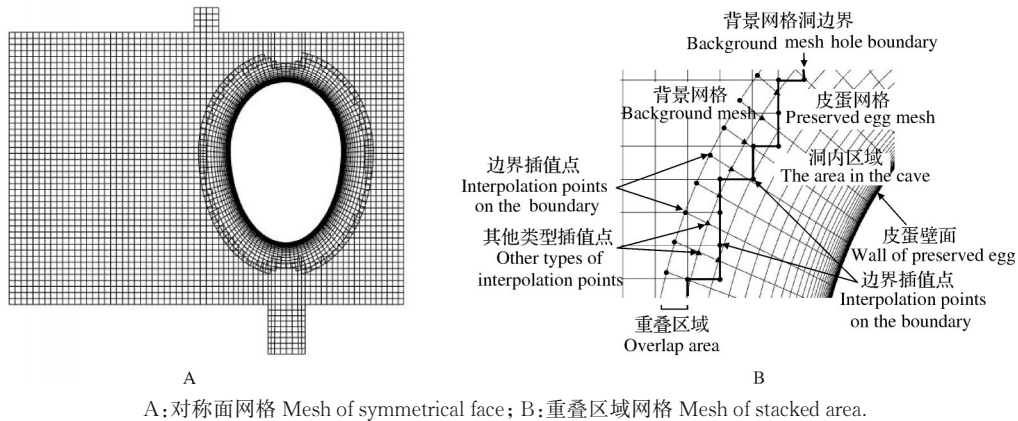 背景网格洞边界
Background mesh hole boundary
背景网格
Background mesh
皮蛋网格
Preserved egg mesh
边界插值点
Interpolation points
on the boundary
洞内区域
The area in the cave
其他类型插值点
Other types of
interpolation points
皮蛋壁面
Wall of preserved egg
边界插值点
Interpolation points
on the boundary
重叠区域
Overlap area
A
B
A:对称面网格 Mesh of symmetrical face; B:重叠区域网格 Mesh of stacked area.